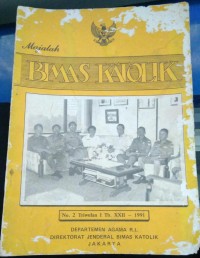 Majalah
BIMAS KATOLIK
No. 2 Triwulan I Th. XXII - 1991
DEPARTEMEN AGAMA R.I.
DIREKTORAT JENDERAL BIMAS KATOLIK
JAKARTA